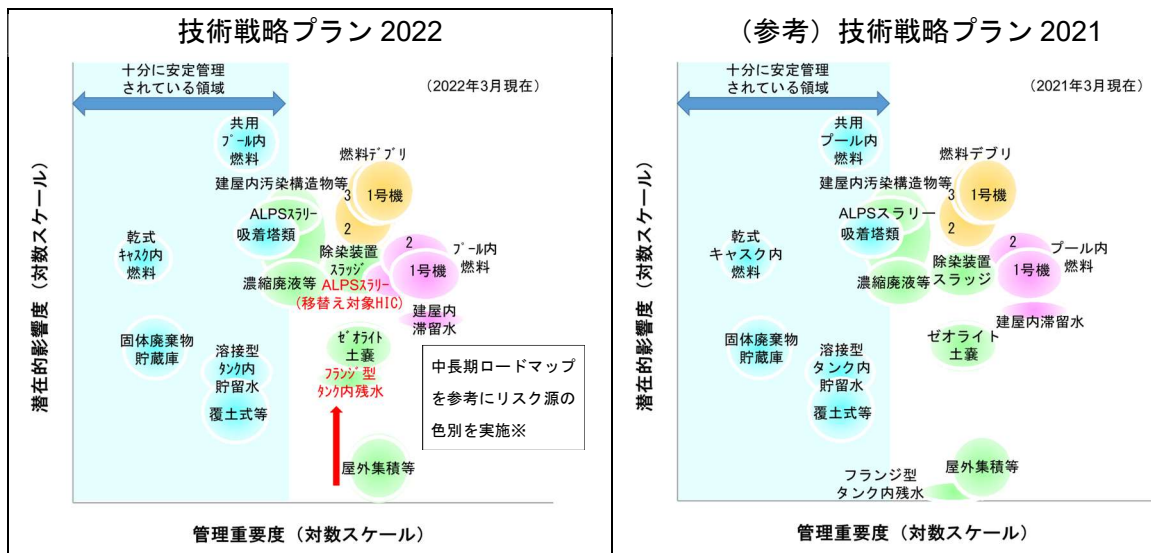 技術戦略プラン 2022
十分に安定管理
されている領域
(2022年3月現在)
共用
プール内
燃料
燃料デブリ
建屋内汚染構造物等
3
1号機
ALPSスラリー
2
吸着塔類
乾式
キャスク内
燃料
除染装置
スラッジ
2
プール内
燃料
1号機
濃縮廃液等
ALPSスラリー
(移替え対象HIC)
建屋内
滞留水
固体廃棄物
貯蔵庫
溶接型
タンク内
貯留水
ゼオライト
土嚢
フランジ型
タンク内残水
覆土式等
中長期ロードマップ
を参考にリスク源の
色別を実施※
屋外集積等
潜在的影響度(対数スケール)
管理重要度(対数スケール)
(参考)技術戦略プラン 2021
十分に安定管理
されている領域
(2021年3月現在)
共用
プール内
燃料
燃料デブリ
建屋内汚染構造物等
3
1号機
ALPSスラリー
2
吸着塔類
乾式
キャスク内
燃料
除染装置
スラッジ
2
プール内
燃料
1号機
濃縮廃液等
建屋内滞留水
固体廃棄物
貯蔵庫
溶接型
タンク内
貯留水
ゼオライト
土嚢
覆土式等
フランジ型
タンク内残水
屋外集積等
潜在的影響度(対数スケール)
管理重要度(対数スケール)